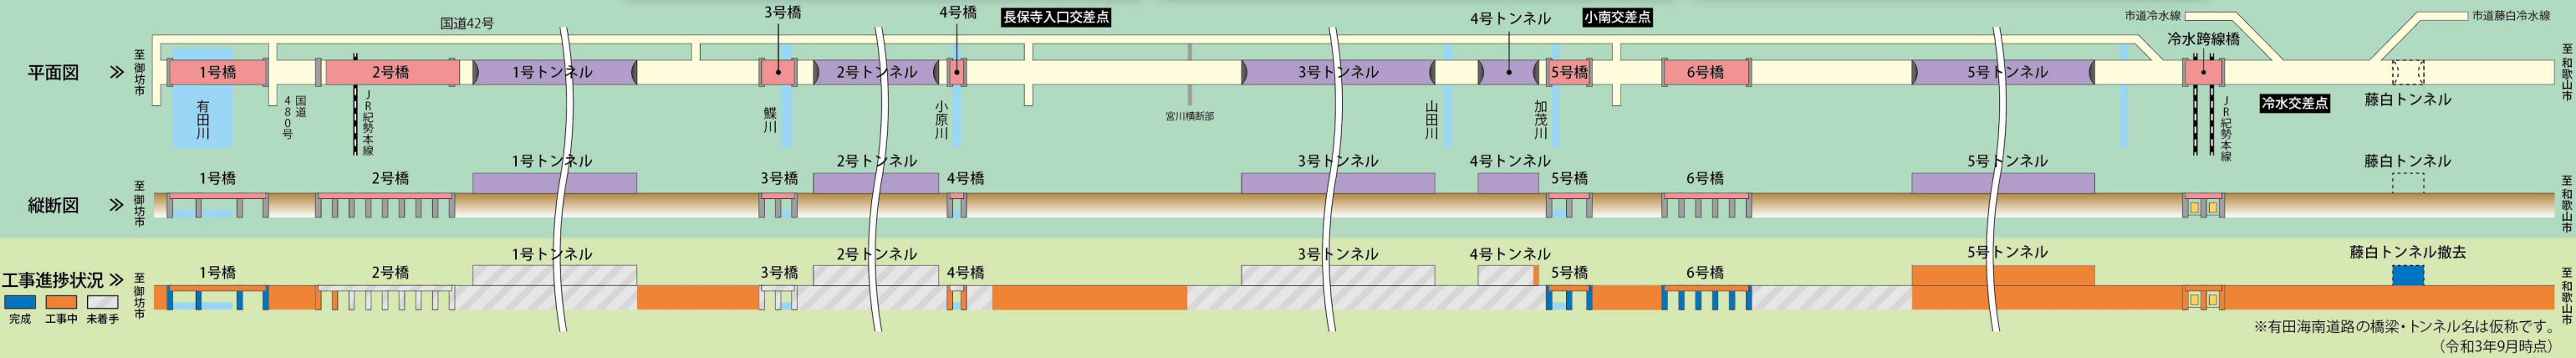 国道42号
3号橋
4号橋
長保寺入口交差点
4号トンネル
小南交差点
市道冷水線
市道藤白冷水線
冷水跨線橋
平面図 ≫
至御坊市
1号橋
2号橋
1号トンネル
2号トンネル
3号トンネル
5号橋
6号橋
5号トンネル
至和歌山市
有田川
国道480号
JR紀勢本線
鰈川
小原川
宮川横断部
山田川
加茂川
JR紀勢本線
冷水交差点
藤白トンネル
縦断図 ≫
至御坊市
1号橋
2号橋
1号トンネル
3号橋
2号トンネル
4号橋
3号トンネル
4号トンネル
5号橋
6号橋
5号トンネル
藤白トンネル
至和歌山市
工事進捗状況 ≫
至御坊市
1号橋
2号橋
1号トンネル
3号橋
2号トンネル
4号橋
3号トンネル
4号トンネル
5号橋
6号橋
5号トンネル
藤白トンネル撤去
至和歌山市
完成 工事中 未着手
※有田海南道路の橋梁・トンネル名は仮称です。
（令和3年9月時点）